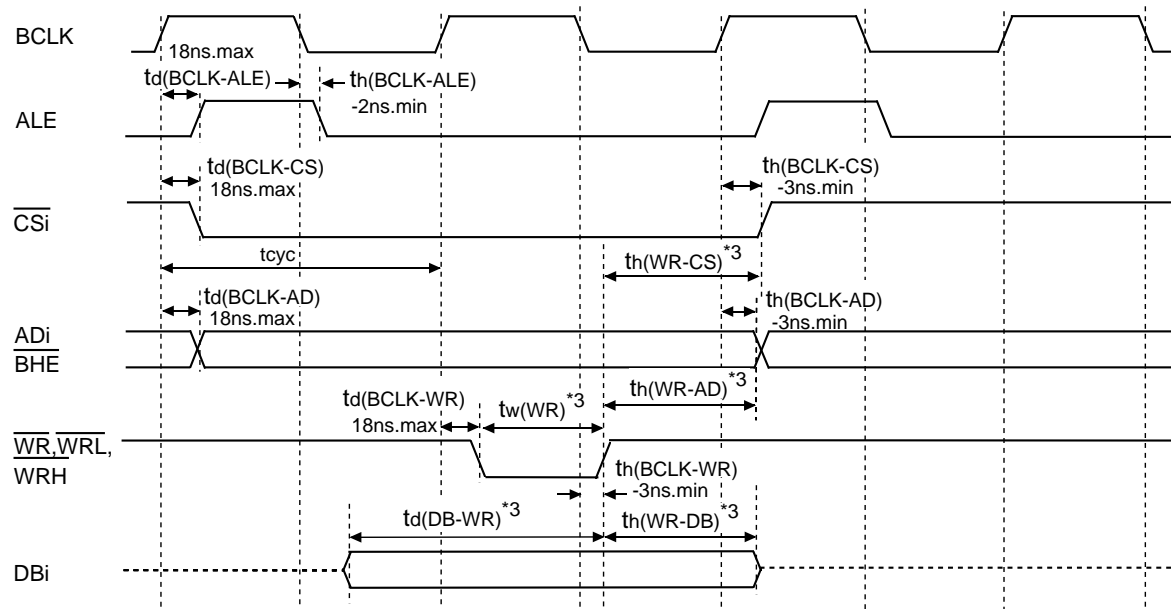 BCLK
18ns.max
td(BCLK-ALE)
th(BCLK-ALE)
-2ns.min
ALE
td(BCLK-CS)
18ns.max
th(BCLK-CS)
-3ns.min
CSi
tcyc
th(WR-CS)*3
td(BCLK-AD)
18ns.max
th(BCLK-AD)
-3ns.min
ADi
BHE
td(BCLK-WR)
18ns.max
tw(WR)*3
th(WR-AD)*3
WR,WRL,
WRH
th(BCLK-WR)
-3ns.min
td(DB-WR)*3
th(WR-DB)*3
DBi